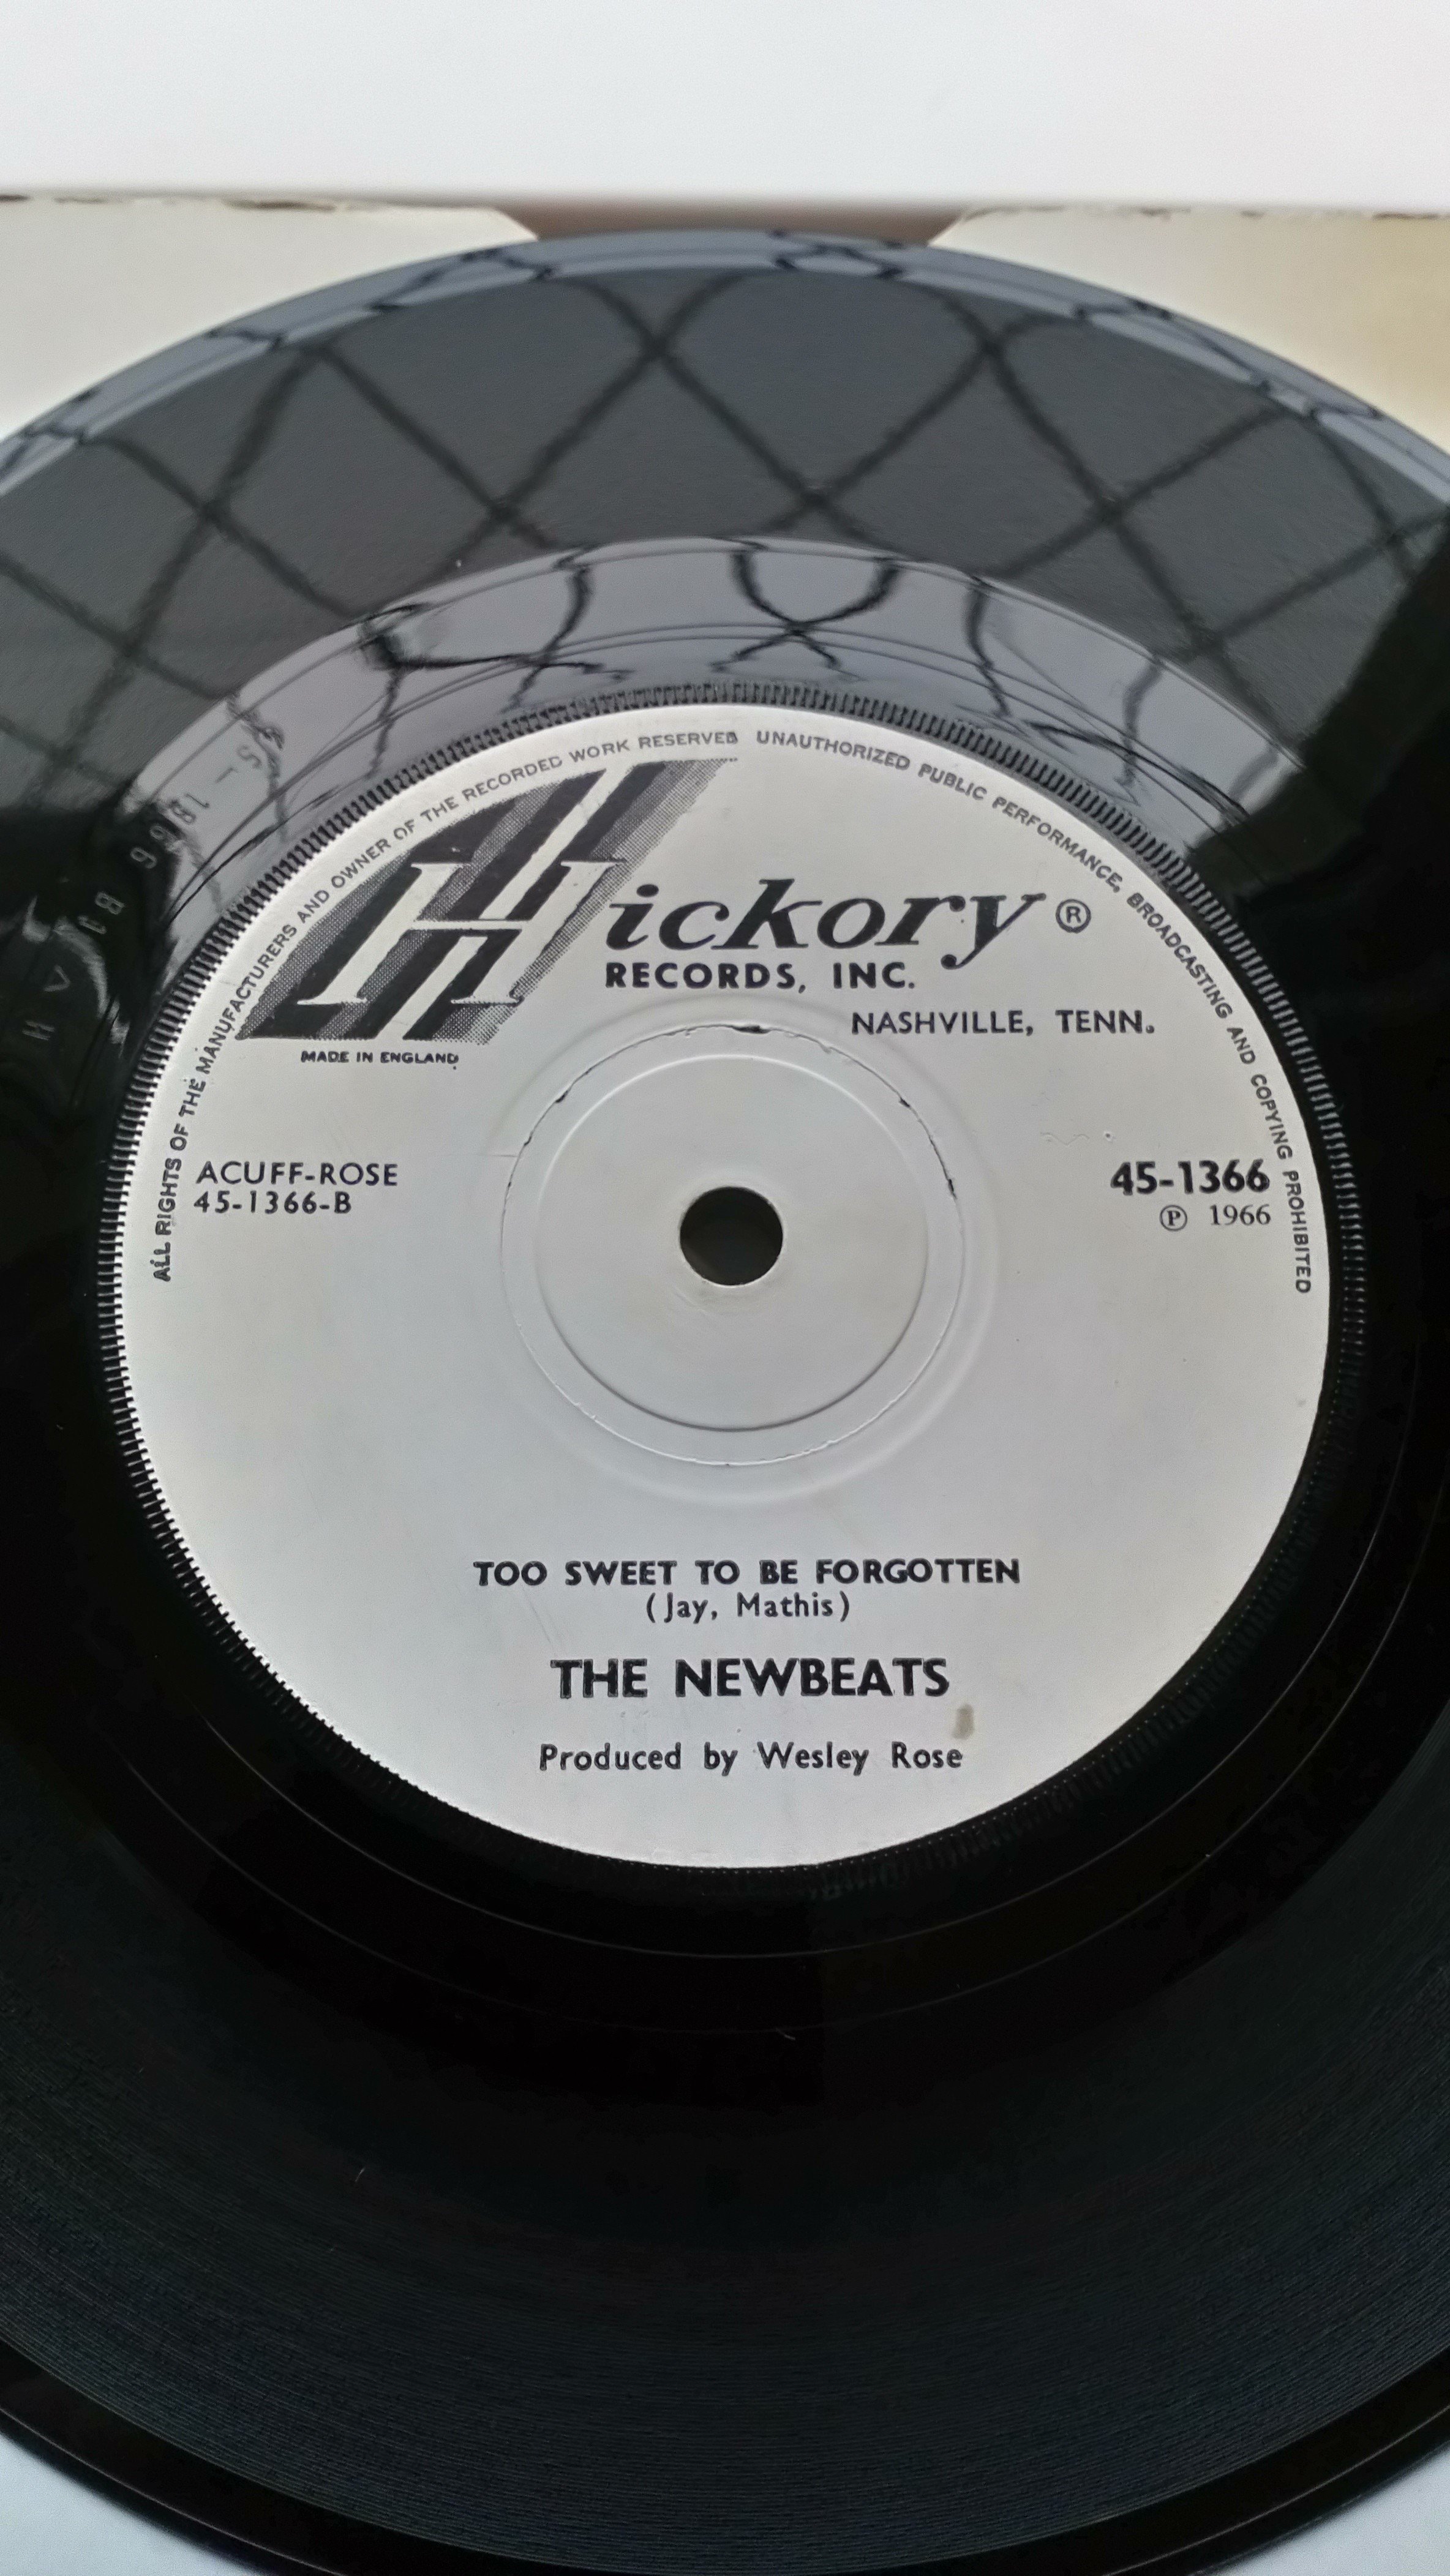 ALL RIGHTS OF THE MANUFACTURERS AND OWNER OF THE RECORDED WORK RESERVED UNAUTHORIZED PUBLIC PERFORMANCE, BROADCASTING AND COPYING PROHIBITED
Hickory ®
RECORDS, INC.
NASHVILLE, TENN.
MADE IN ENGLAND
ACUFF-ROSE
45-1366-B
45-1366
℗ 1966
TOO SWEET TO BE FORGOTTEN
(Jay, Mathis)
THE NEWBEATS
Produced by Wesley Rose